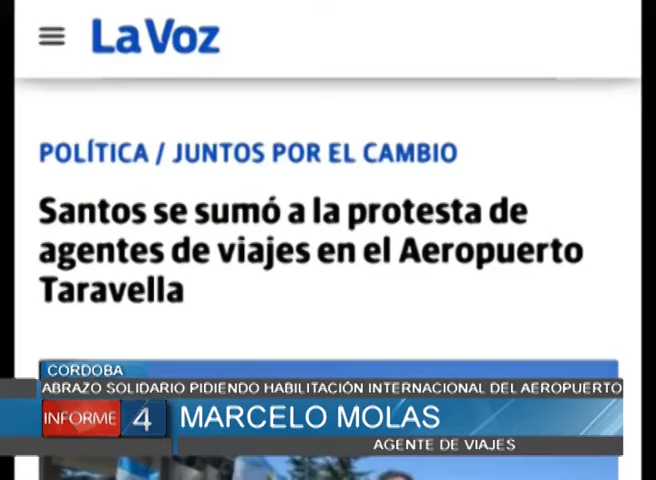 La Voz
POLÍTICA / JUNTOS POR EL CAMBIO
Santos se sumó a la protesta de
agentes de viajes en el Aeropuerto
Taravella
CORDOBA
ABRAZO SOLIDARIO PIDIENDO HABILITACIÓN INTERNACIONAL DEL AEROPUERTO
INFORME 4 MARCELO MOLAS
AGENTE DE VIAJES